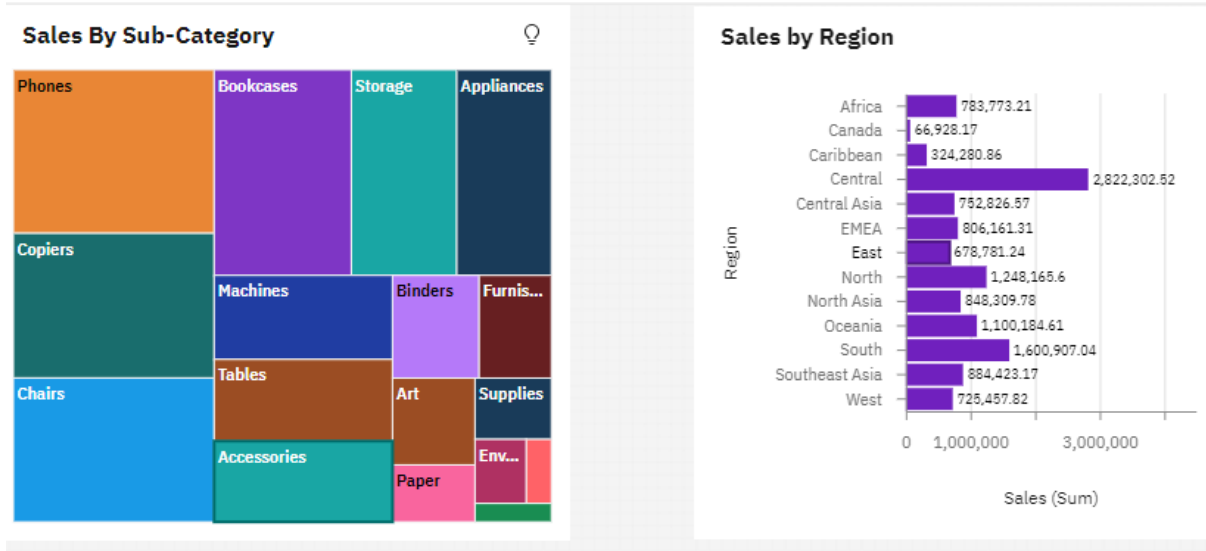 Sales By Sub-Category
Phones
Bookcases
Storage
Appliances
Copiers
Machines
Binders
Furnis...
Chairs
Tables
Art
Supplies
Accessories
Env...
Paper
Sales by Region
Region
Africa 783,773.21
Canada 66,928.17
Caribbean 324,280.86
Central 2,822,302.52
Central Asia 752,826.57
EMEA 806,161.31
East 678,781.24
North 1,248,165.6
North Asia 848,309.78
Oceania 1,100,184.61
South 1,600,907.04
Southeast Asia 884,423.17
West 725,457.82
0 1,000,000 3,000,000
Sales (Sum)